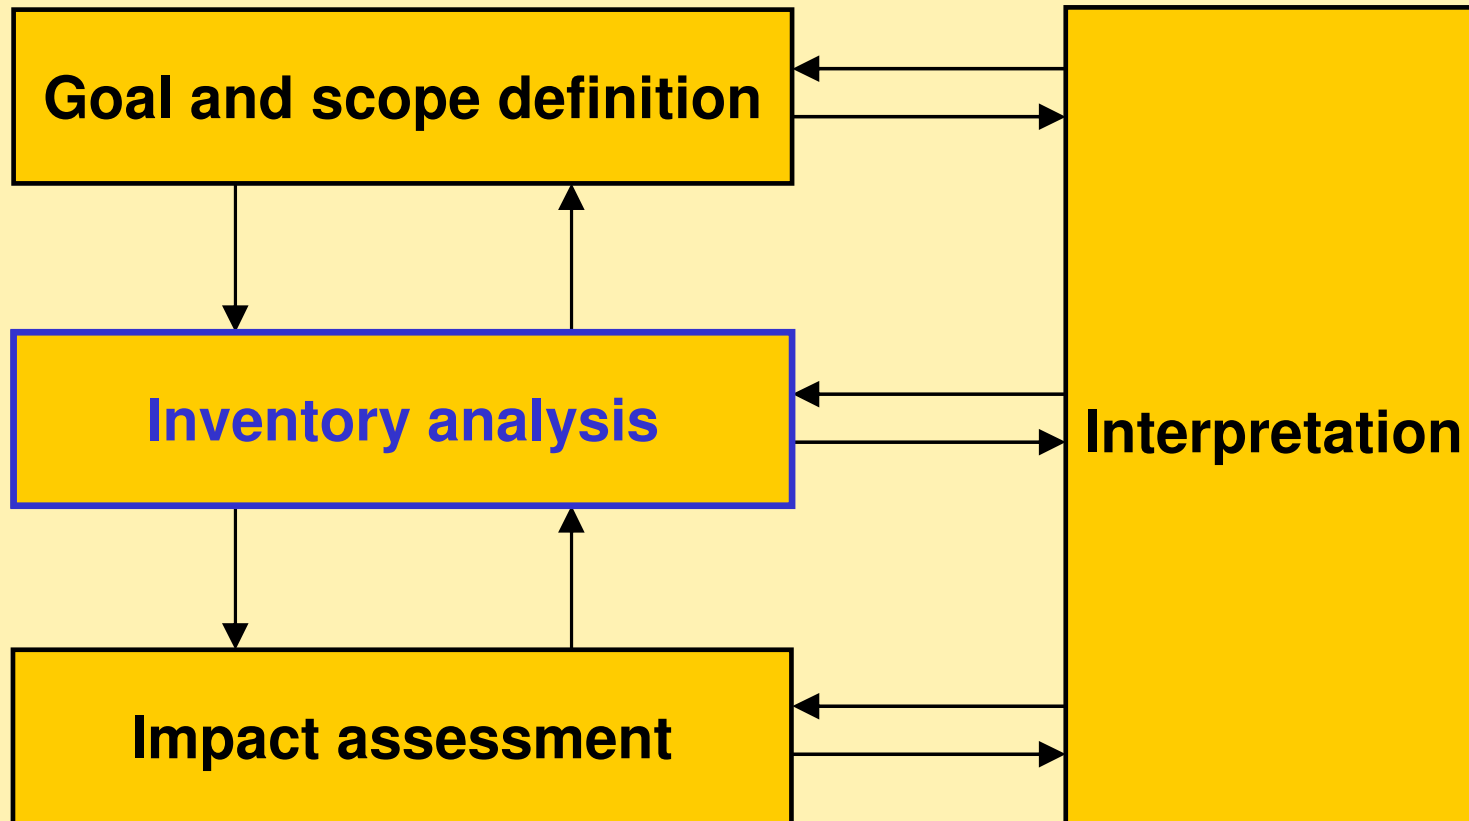 Goal and scope definition
Inventory analysis
Interpretation
Impact assessment